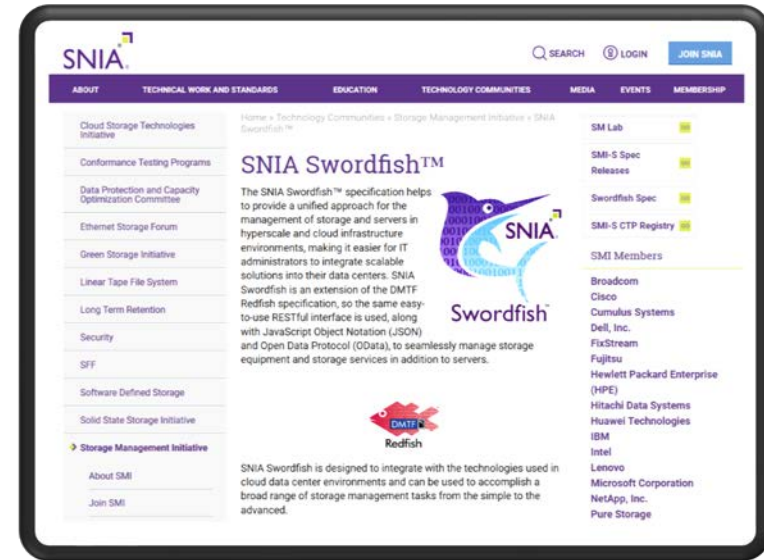 SNIA
SEARCH
LOGIN
JOIN SNIA
ABOUT
TECHNICAL WORK AND STANDARDS
EDUCATION
TECHNOLOGY COMMUNITIES
MEDIA
EVENTS
MEMBERSHIP
Cloud Storage Technologies
Initiative
Conformance Testing Programs
Data Protection and Capacity
Optimization Committee
Ethernet Storage Forum
Green Storage Initiative
Linear Tape File System
Long Term Retention
Security
SFF
Software Defined Storage
Solid State Storage Initiative
Storage Management Initiative
About SMI
Join SMI
Home » Technology Communities » Storage Management Initiative » SNIA
Swordfish™
SNIA Swordfish™
The SNIA Swordfish™ specification helps
to provide a unified approach for the
management of storage and servers in
hyperscale and cloud infrastructure
environments, making it easier for IT
administrators to integrate scalable
solutions into their data centers. SNIA
Swordfish is an extension of the DMTF
Redfish specification, so the same easy-
to-use RESTful interface is used, along
with JavaScript Object Notation (JSON)
and Open Data Protocol (OData), to seamlessly manage storage
equipment and storage services in addition to servers.
SNIA
Swordfish™
DMTF
Redfish
SNIA Swordfish is designed to integrate with the technologies used in
cloud data center environments and can be used to accomplish a
broad range of storage management tasks from the simple to the
advanced.
SM Lab
SMI-S Spec
Releases
Swordfish Spec
SMI-S CTP Registry
SMI Members
Broadcom
Cisco
Cumulus Systems
Dell, Inc.
FixStream
Fujitsu
Hewlett Packard Enterprise
(HPE)
Hitachi Data Systems
Huawei Technologies
IBM
Intel
Lenovo
Microsoft Corporation
NetApp, Inc.
Pure Storage